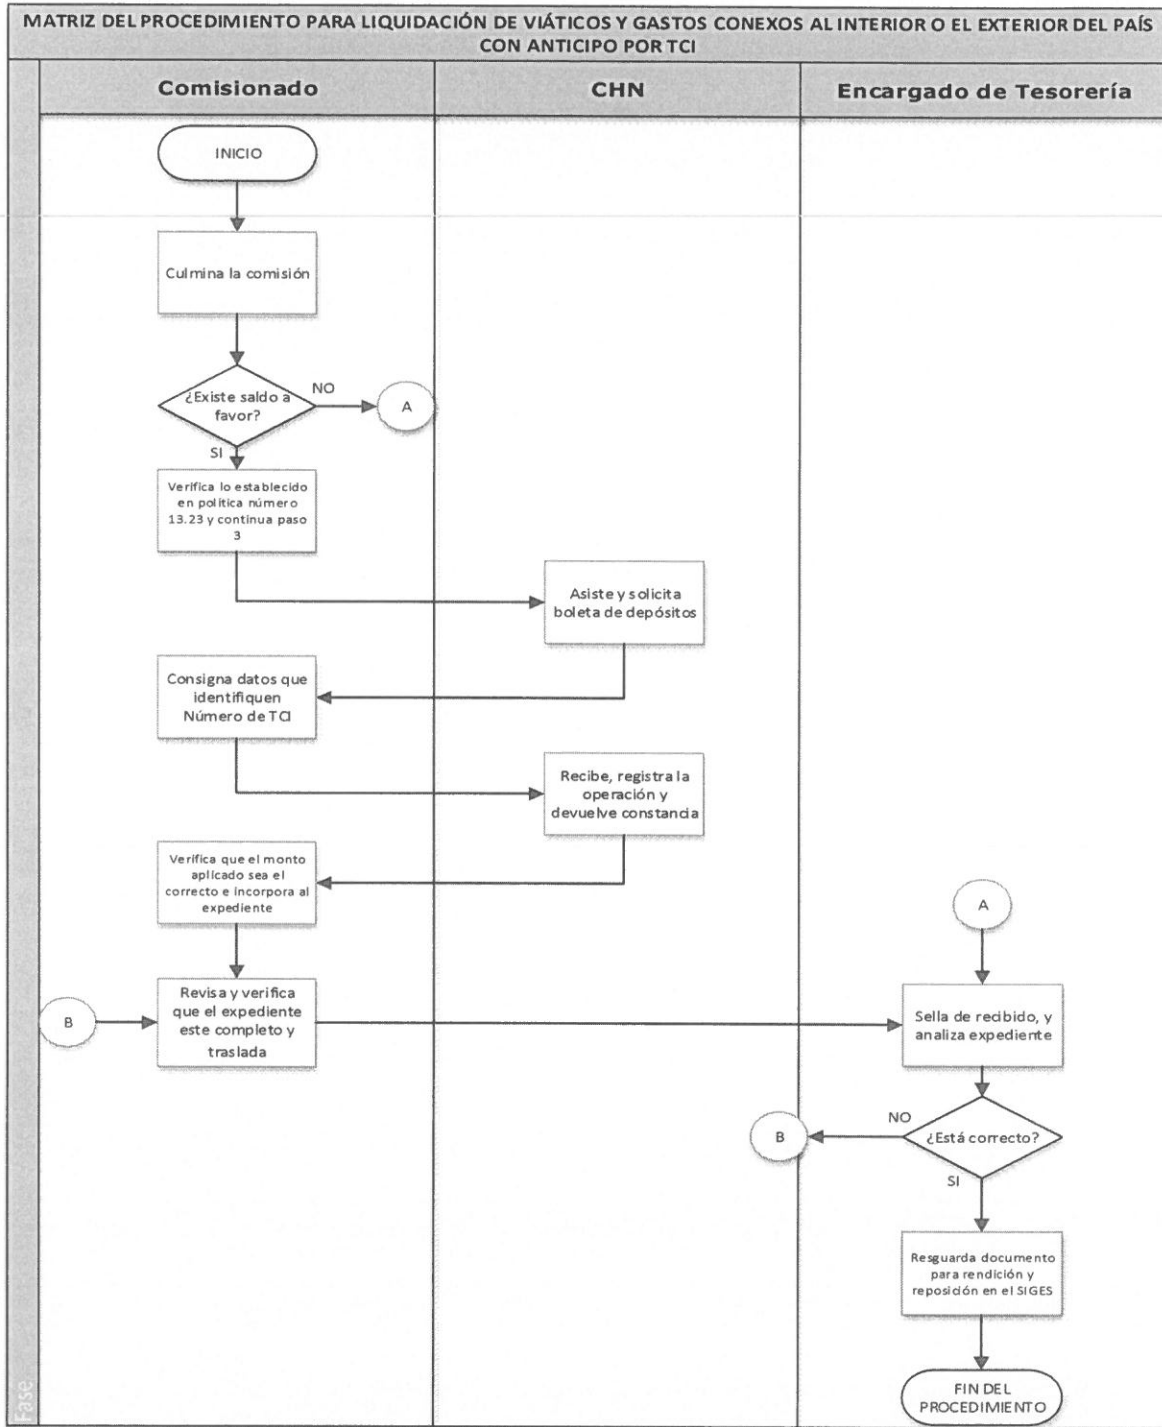 MATRIZ DEL PROCEDIMIENTO PARA LIQUIDACIÓN DE VIÁTICOS Y GASTOS CONEXOS AL INTERIOR O EL EXTERIOR DEL PAÍS
CON ANTICIPO POR TCI
Comisionado
CHN
Encargado de Tesorería
INICIO
Culmina la comisión
¿Existe saldo a
favor?
NO
A
SI
Verifica lo establecido
en política número
13.23 y continua paso
3
Asiste y solicita
boleta de depósitos
Consigna datos que
identifiquen
Número de TCI
Recibe, registra la
operación y
devuelve constancia
Verifica que el monto
aplicado sea el
correcto e incorpora al
expediente
A
B
Revisa y verifica
que el expediente
este completo y
traslada
Sella de recibido, y
analiza expediente
NO
B
¿Está correcto?
SI
Resguarda documento
para rendición y
reposición en el SIGES
FIN DEL
PROCEDIMIENTO
Fase